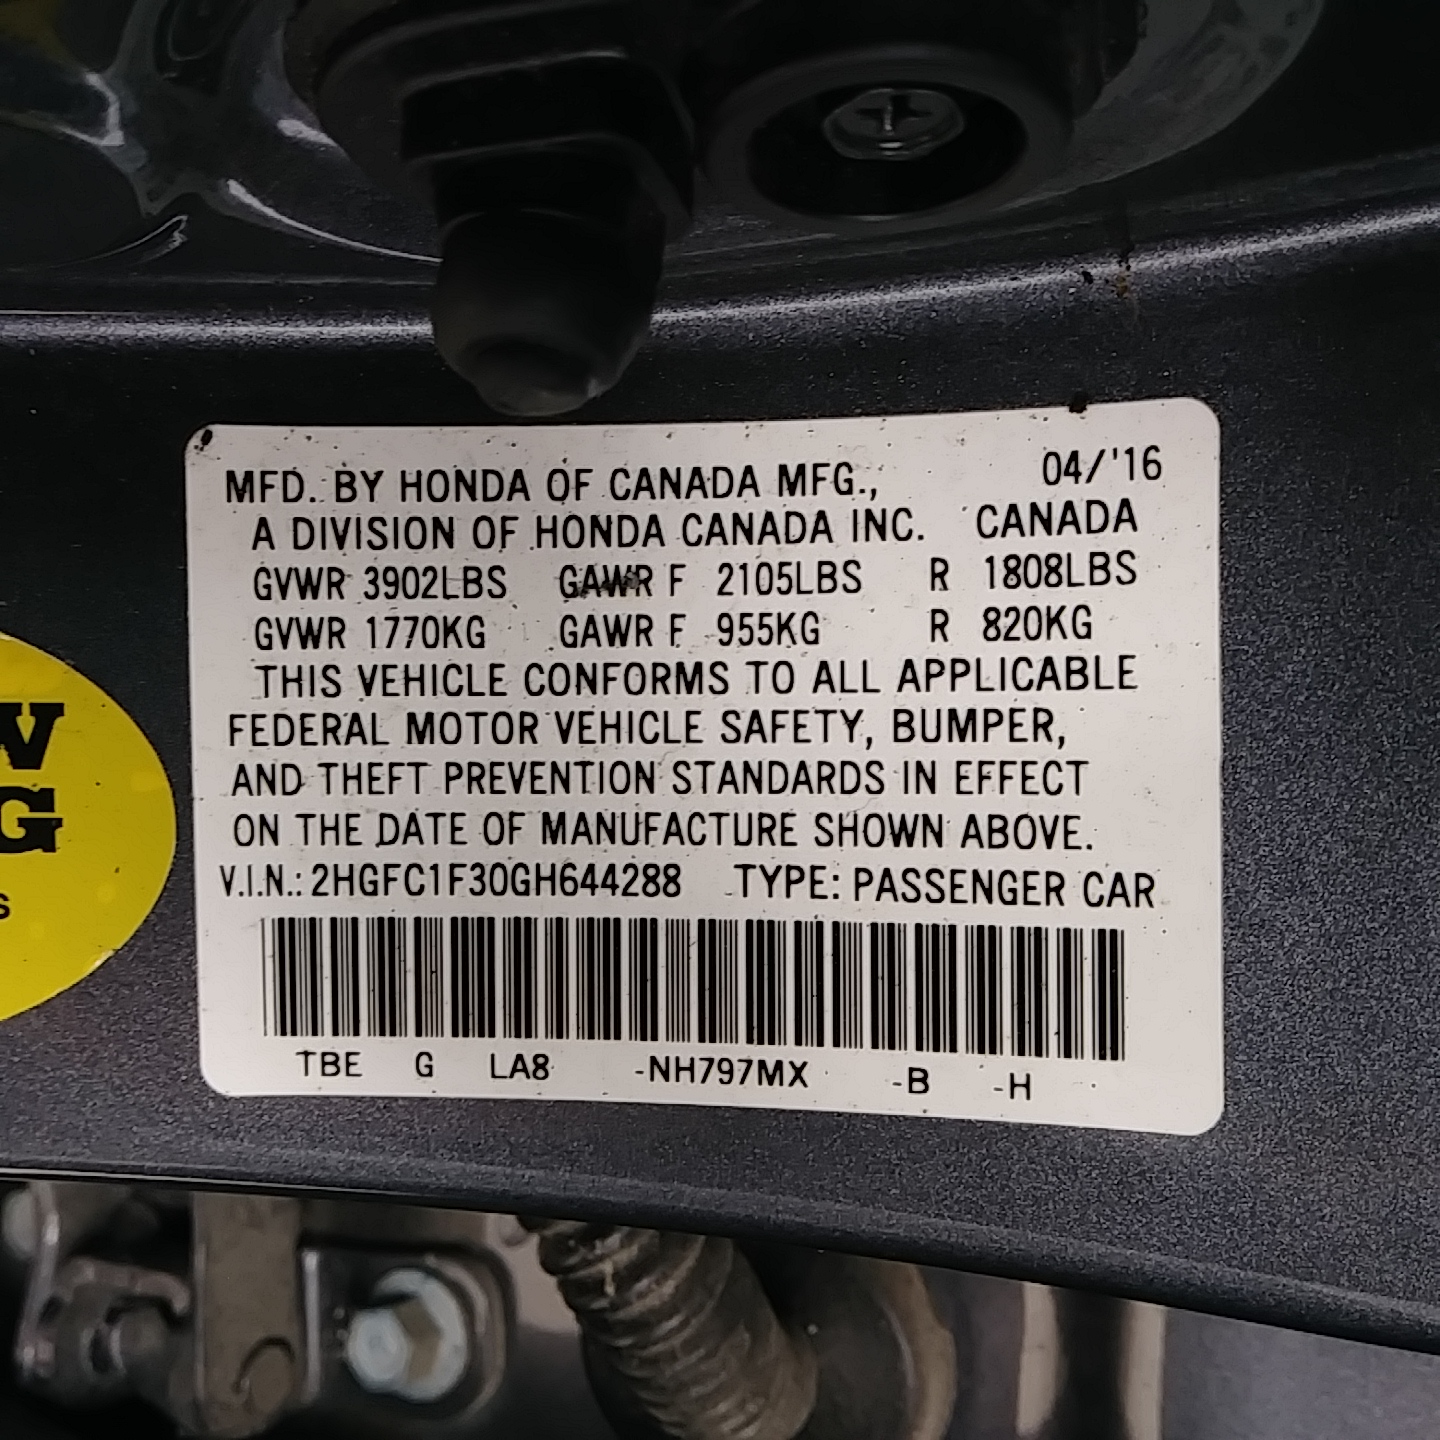 MFD. BY HONDA OF CANADA MFG., 04/'16
A DIVISION OF HONDA CANADA INC. CANADA
GVWR 3902LBS GAWR F 2105LBS R 1808LBS
GVWR 1770KG GAWR F 955KG R 820KG
THIS VEHICLE CONFORMS TO ALL APPLICABLE
FEDERAL MOTOR VEHICLE SAFETY, BUMPER,
AND THEFT PREVENTION STANDARDS IN EFFECT
ON THE DATE OF MANUFACTURE SHOWN ABOVE.
V.I.N.: 2HGFC1F30GH644288 TYPE: PASSENGER CAR
TBE G LA8 -NH797MX -B -H